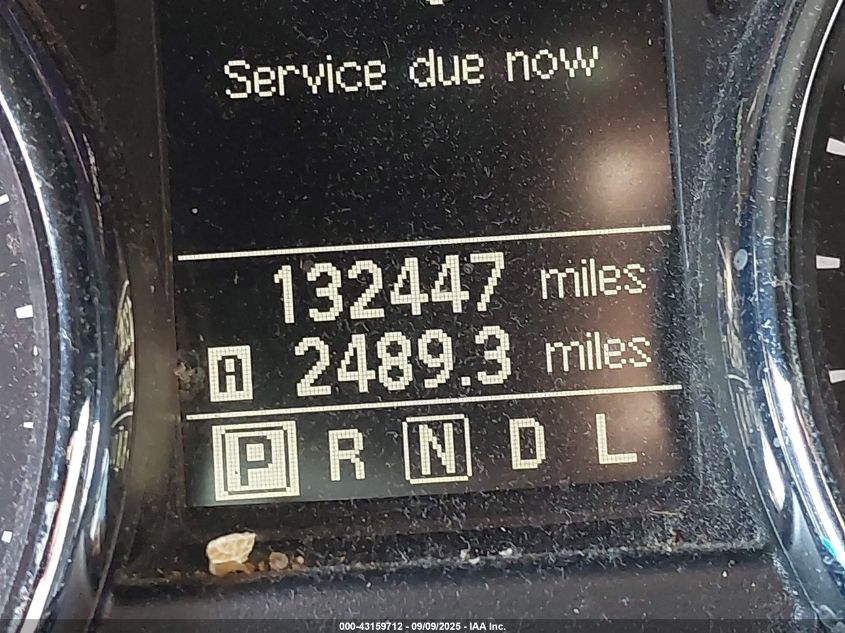 Service due now
132447 miles
A 2489.3 miles
P R N D L
000-43159712 - 09/09/2025 - IAA Inc.